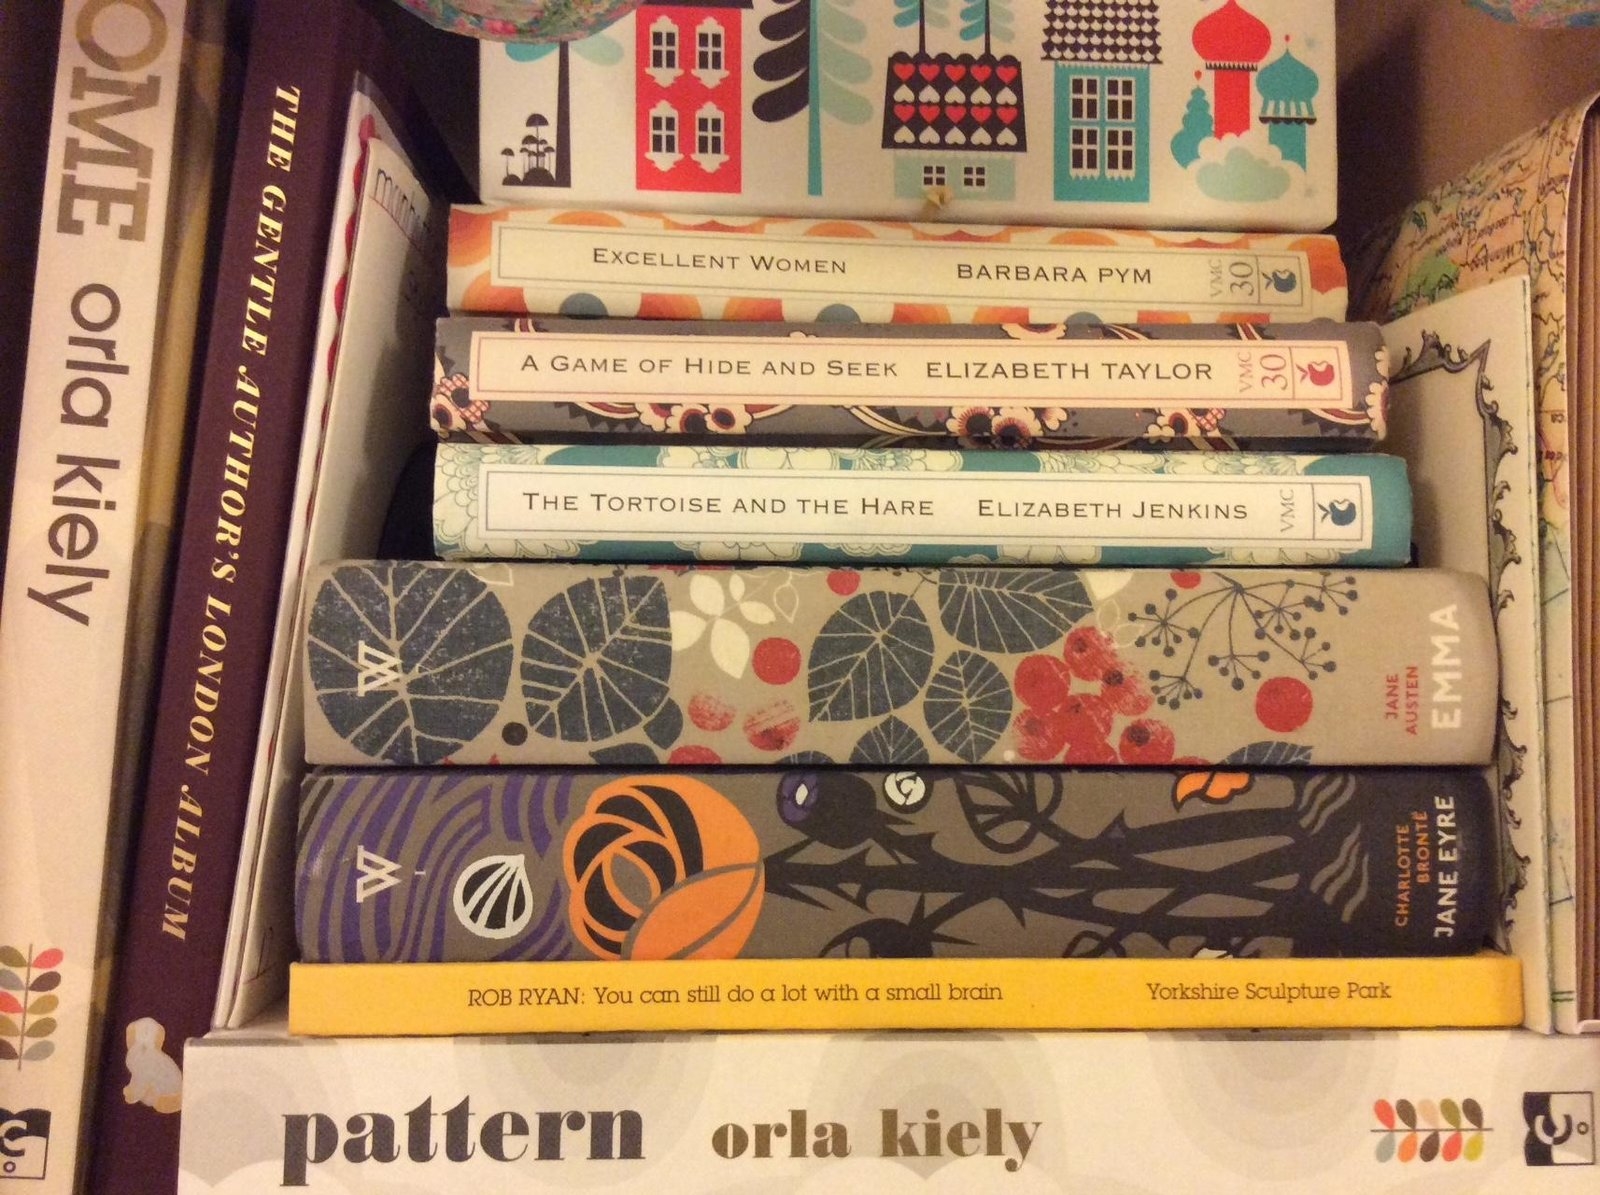 OME orla kiely
THE GENTLE AUTHOR'S LONDON ALBUM
EXCELLENT WOMEN BARBARA PYM VMC 30
A GAME OF HIDE AND SEEK ELIZABETH TAYLOR VMC 30
THE TORTOISE AND THE HARE ELIZABETH JENKINS VMC
W JANE
AUSTEN
EMMA
W CHARLOTTE
BRONTË
JANE EYRE
ROB RYAN: You can still do a lot with a small brain Yorkshire Sculpture Park
pattern orla kiely